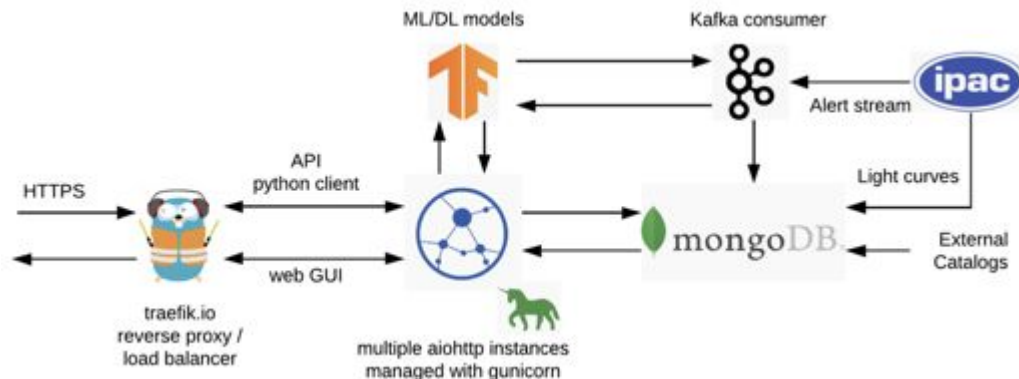 ML/DL models
Kafka consumer
ipac
Alert stream
API
python client
HTTPS
Light curves
mongoDB
External
Catalogs
web GUI
traefik.io
reverse proxy /
load balancer
multiple aiohttp instances
managed with gunicorn